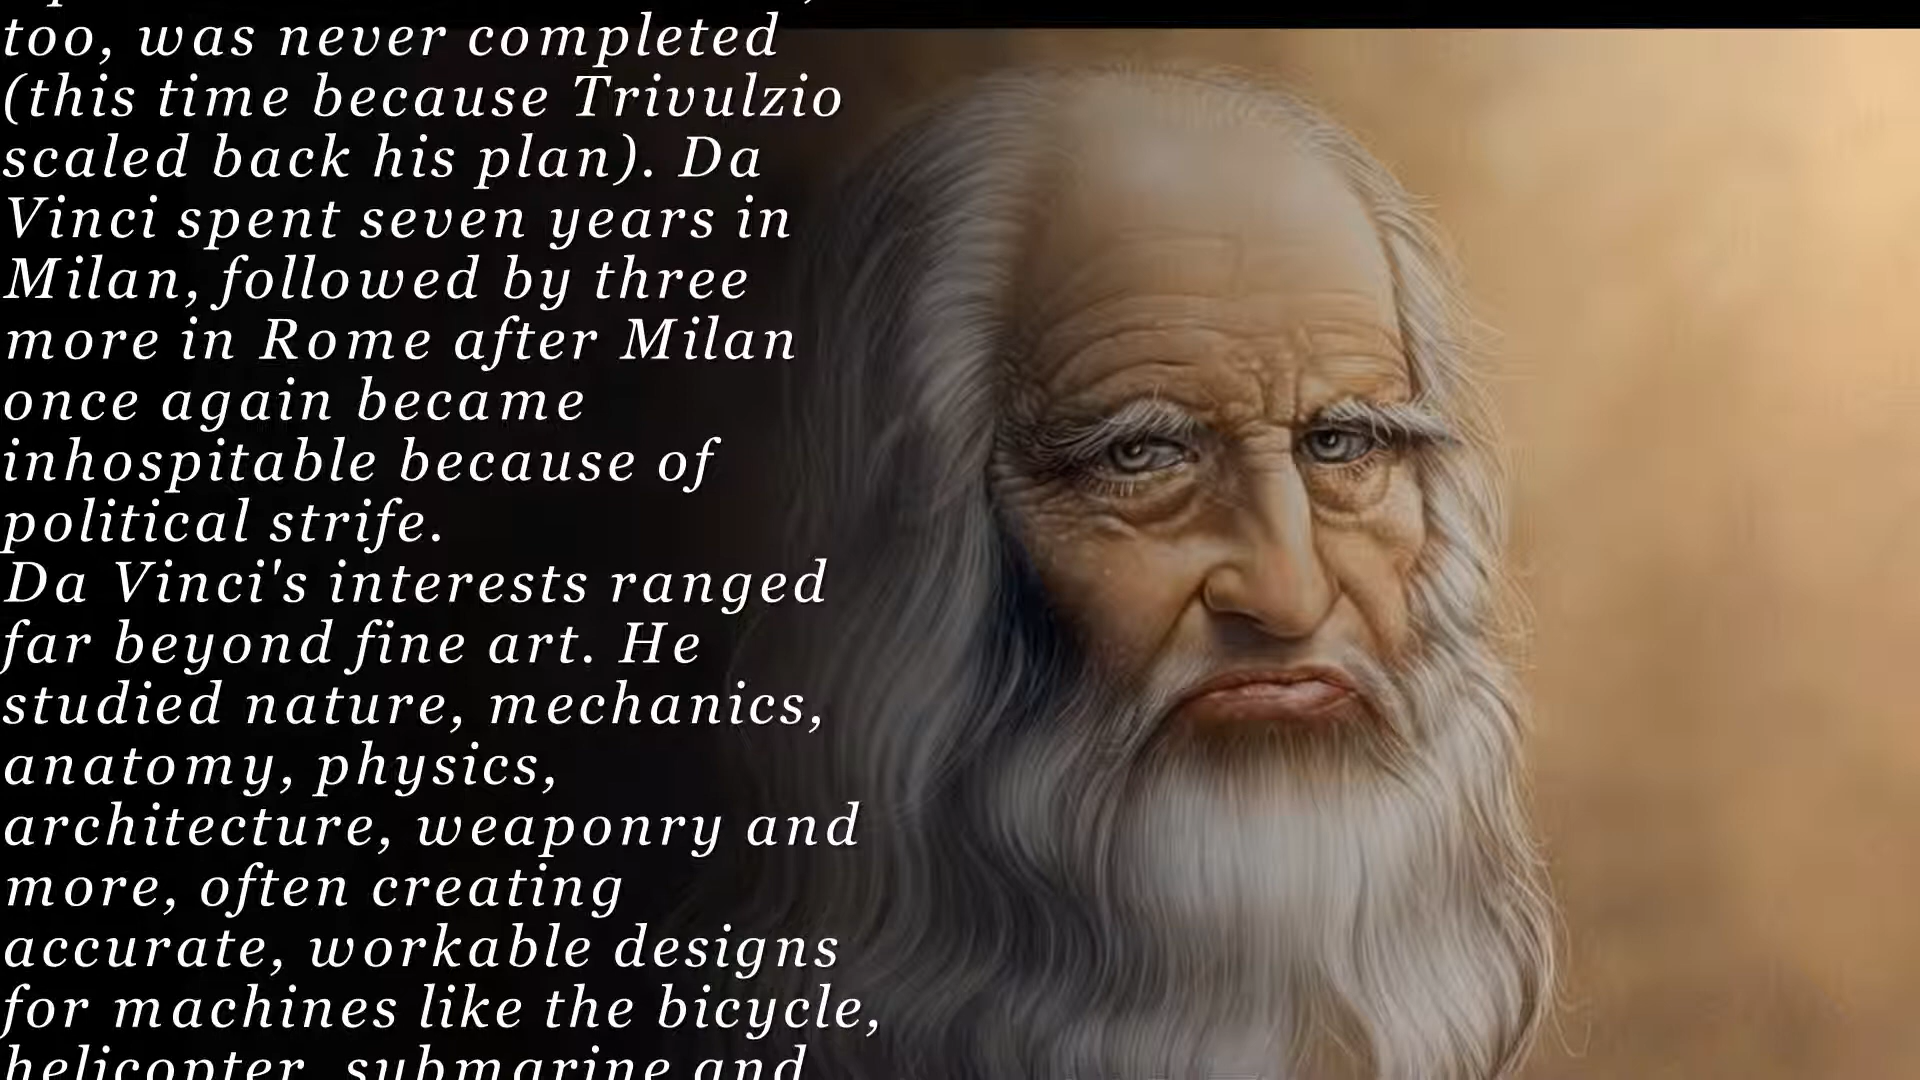 too, was never completed
(this time because Trivulzio
scaled back his plan). Da
Vinci spent seven years in
Milan, followed by three
more in Rome after Milan
once again became
inhospitable because of
political strife.
Da Vinci's interests ranged
far beyond fine art. He
studied nature, mechanics,
anatomy, physics,
architecture, weaponry and
more, often creating
accurate, workable designs
for machines like the bicycle,
helicopter, submarine and